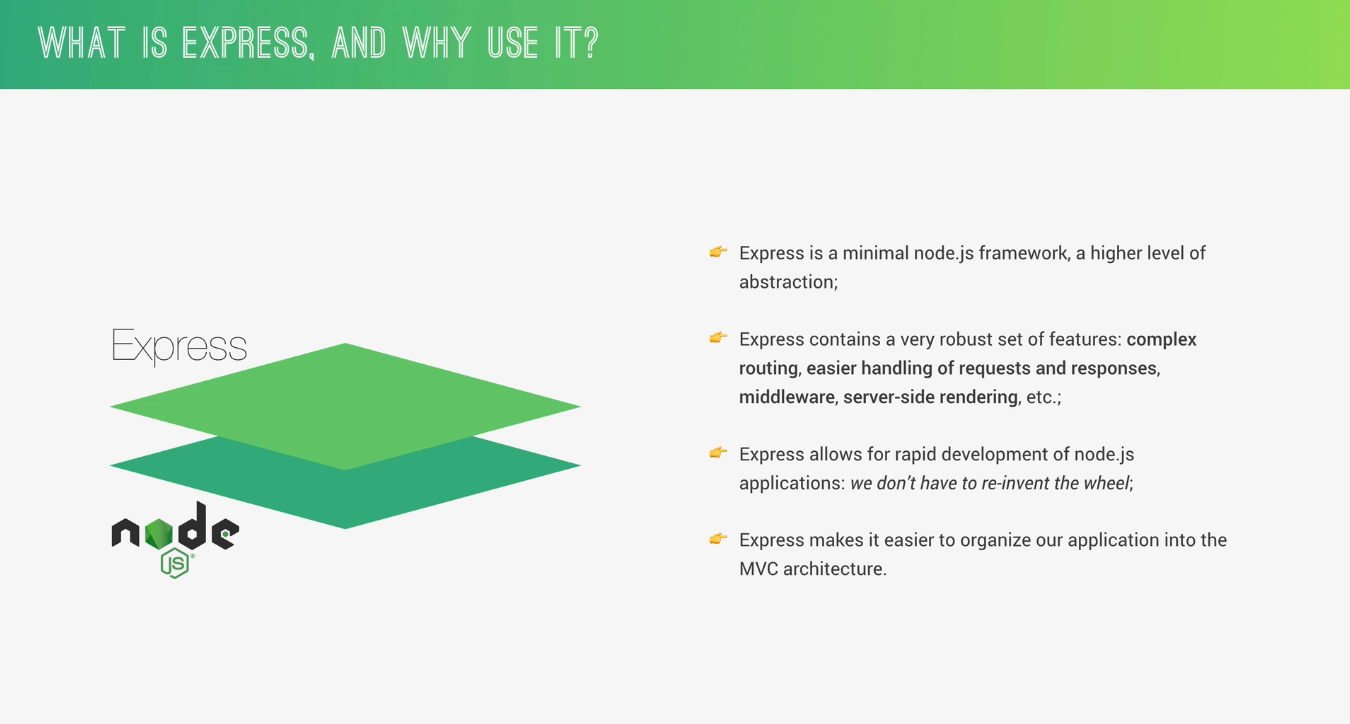 WHAT IS EXPRESS, AND WHY USE IT?
Express
node
JS
®
👉 Express is a minimal node.js framework, a higher level of
abstraction;
👉 Express contains a very robust set of features: complex
routing, easier handling of requests and responses,
middleware, server-side rendering, etc.;
👉 Express allows for rapid development of node.js
applications: we don’t have to re-invent the wheel;
👉 Express makes it easier to organize our application into the
MVC architecture.